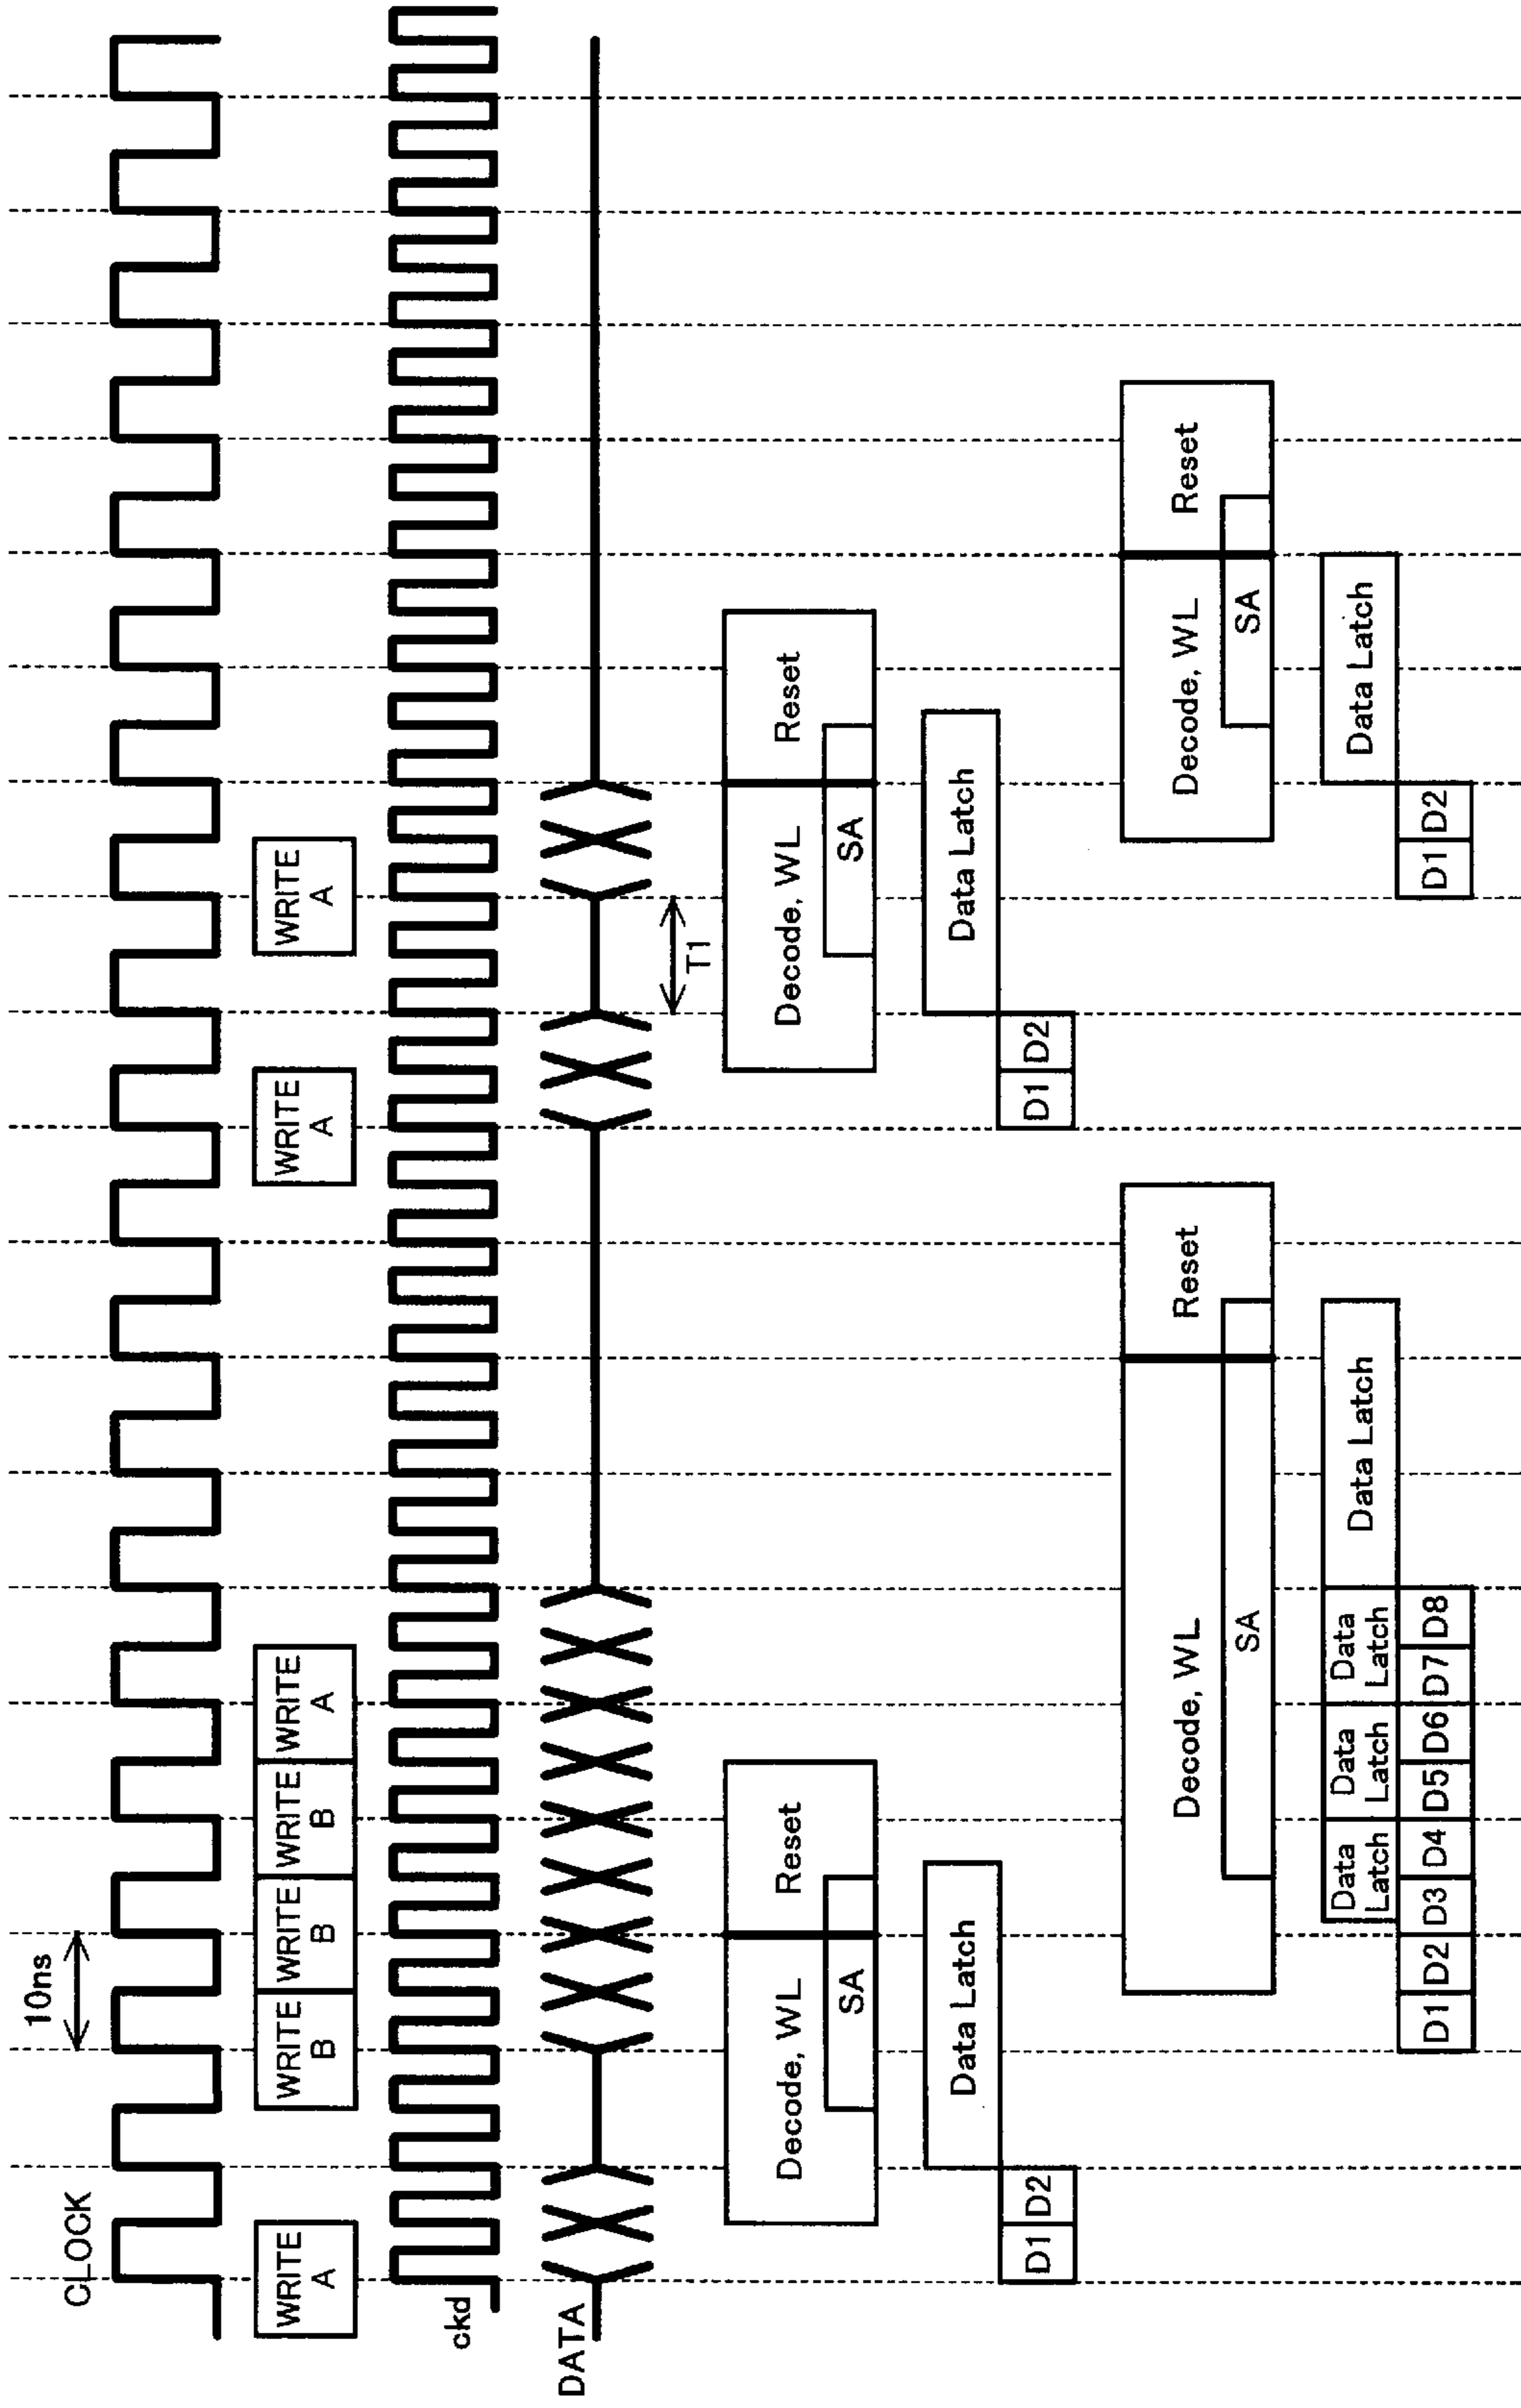 10ns
CLOCK
WRITE
A
WRITE
B
WRITE
B
WRITE
B
WRITE
A
WRITE
A
WRITE
A
ckd
DATA
T1
Decode, WL
Reset
Decode, WL
Reset
SA
SA
Data Latch
Data Latch
D1 D2
D1 D2
Decode, WL
Reset
Decode, WL
Reset
SA
SA
Data
Latch
Data
Latch
Data
Latch
Data Latch
Data Latch
D1 D2 D3 D4 D5 D6 D7 D8
D1 D2